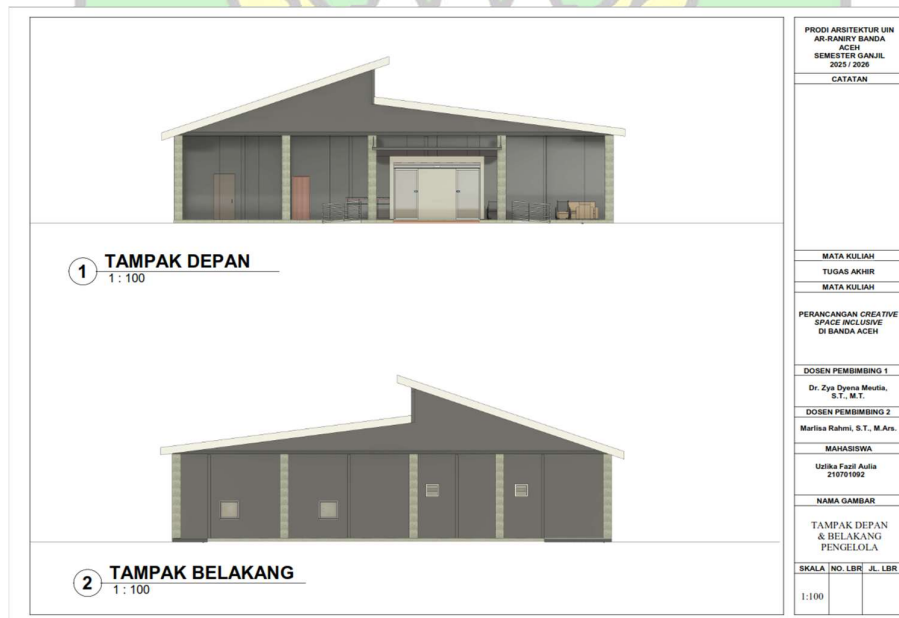 1
TAMPAK DEPAN
1 : 100
2
TAMPAK BELAKANG
1 : 100
PRODI ARSITEKTUR UIN
AR-RANIRY BANDA
ACEH
SEMESTER GANJIL
2025 / 2026
CATATAN
MATA KULIAH
TUGAS AKHIR
MATA KULIAH
PERANCANGAN CREATIVE
SPACE INCLUSIVE
DI BANDA ACEH
DOSEN PEMBIMBING 1
Dr. Zya Dyena Meutia,
S.T., M.T.
DOSEN PEMBIMBING 2
Marlisa Rahmi, S.T., M.Ars.
MAHASISWA
Uzlika Fazil Aulia
210701092
NAMA GAMBAR
TAMPAK DEPAN
& BELAKANG
PENGELOLA
SKALA NO. LBR JL. LBR
1:100